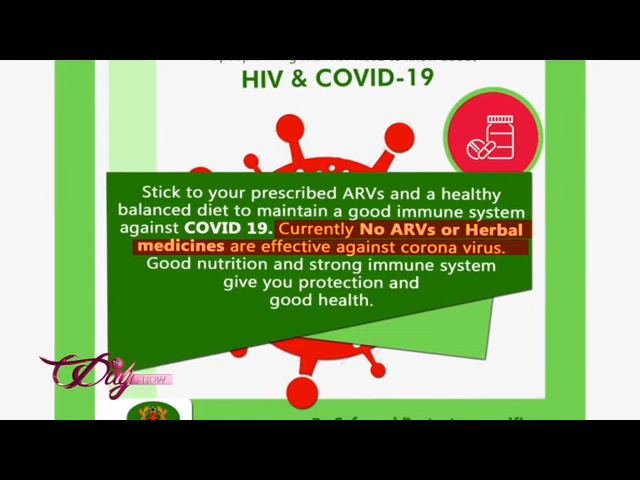 HIV & COVID-19
Stick to your prescribed ARVs and a healthy
balanced diet to maintain a good immune system
against COVID 19. Currently No ARVs or Herbal
medicines are effective against corona virus.
Good nutrition and strong immune system
give you protection and
good health.
Day
SHOW